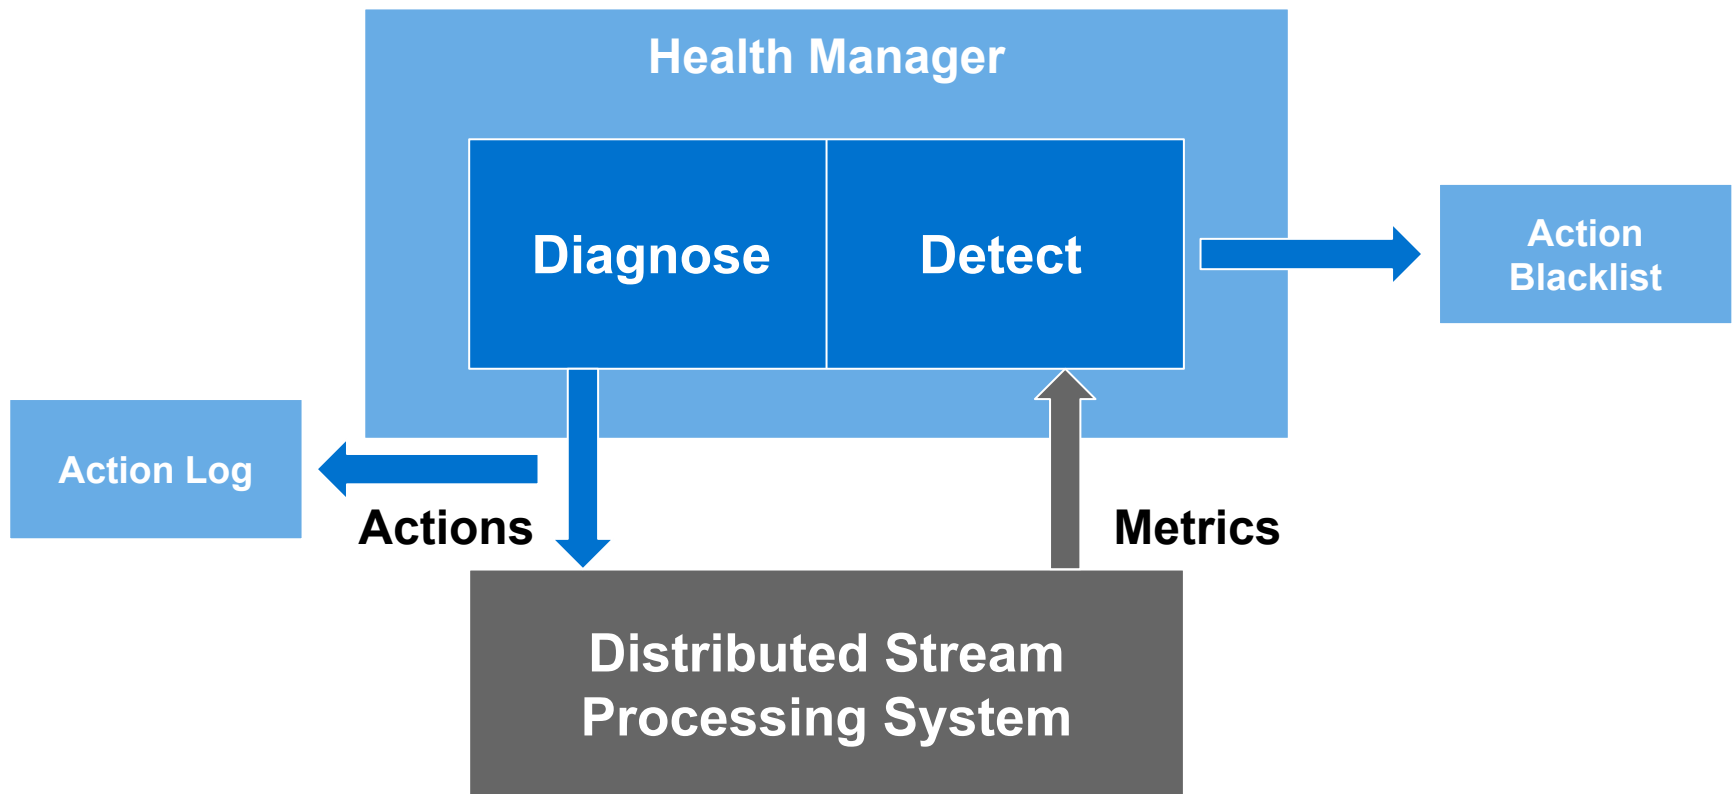 Health Manager
Diagnose
Detect
Action
Blacklist
Action Log
Actions
Metrics
Distributed Stream
Processing System